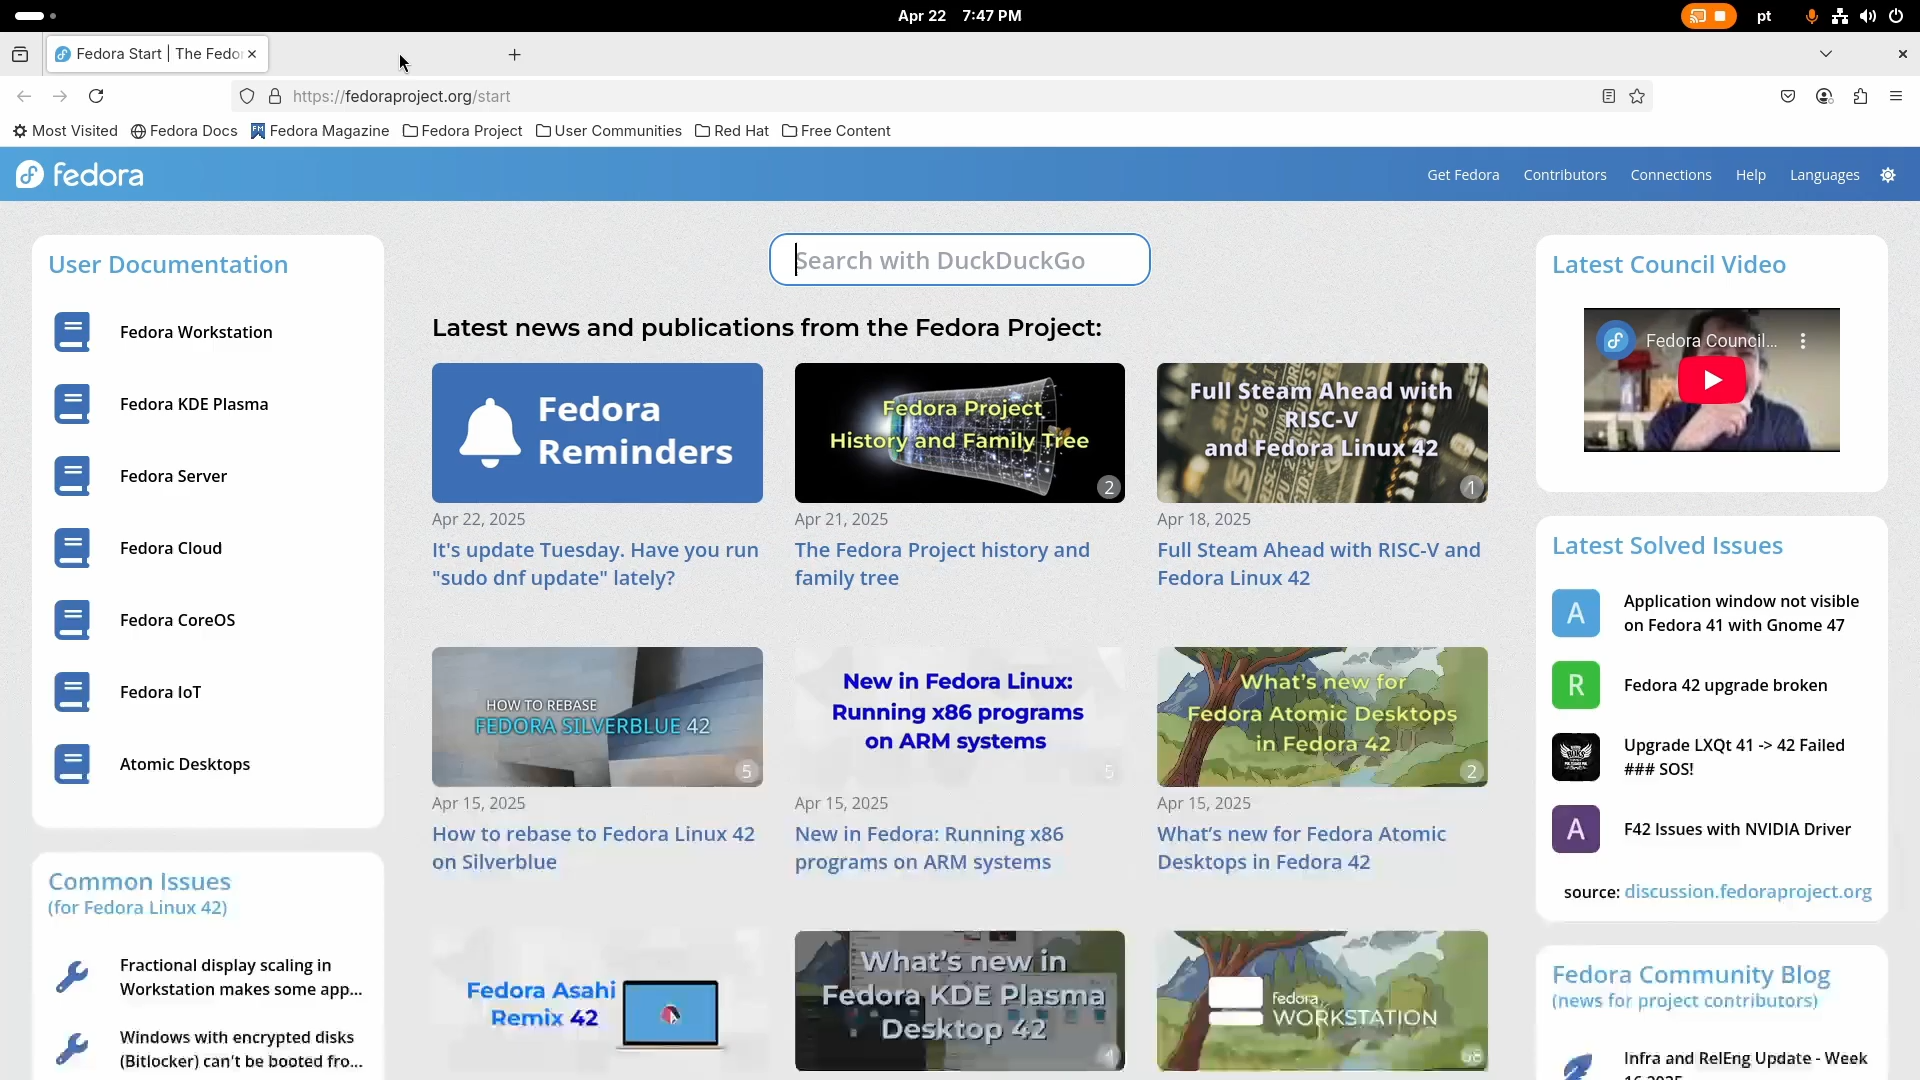 Apr 22 7:47 PM
pt
Fedora Start | The Fedo
https://fedoraproject.org/start
Most Visited
Fedora Docs
Fedora Magazine
Fedora Project
User Communities
Red Hat
Free Content
fedora
Get Fedora
Contributors
Connections
Help
Languages
User Documentation
Fedora Workstation
Fedora KDE Plasma
Fedora Server
Fedora Cloud
Fedora CoreOS
Fedora IoT
Atomic Desktops
Common Issues
(for Fedora Linux 42)
Fractional display scaling in
Workstation makes some app...
Windows with encrypted disks
(Bitlocker) can't be booted fro...
Search with DuckDuckGo
Latest news and publications from the Fedora Project:
Fedora
Reminders
Apr 22, 2025
It's update Tuesday. Have you run
"sudo dnf update" lately?
Fedora Project
History and Family Tree
2
Apr 21, 2025
The Fedora Project history and
family tree
Full Steam Ahead with
RISC-V
and Fedora Linux 42
1
Apr 18, 2025
Full Steam Ahead with RISC-V and
Fedora Linux 42
HOW TO REBASE
FEDORA SILVERBLUE 42
5
Apr 15, 2025
How to rebase to Fedora Linux 42
on Silverblue
New in Fedora Linux:
Running x86 programs
on ARM systems
5
Apr 15, 2025
New in Fedora: Running x86
programs on ARM systems
What's new for
Fedora Atomic Desktops
in Fedora 42
2
Apr 15, 2025
What's new for Fedora Atomic
Desktops in Fedora 42
Fedora Asahi
Remix 42
What's new in
Fedora KDE Plasma
Desktop 42
4
fedora
WORKSTATION
Latest Council Video
Fedora Council...
Latest Solved Issues
A
Application window not visible
on Fedora 41 with Gnome 47
R
Fedora 42 upgrade broken
Upgrade LXQt 41 -> 42 Failed
### SOS!
A
F42 Issues with NVIDIA Driver
source: discussion.fedoraproject.org
Fedora Community Blog
(news for project contributors)
Infra and RelEng Update - Week